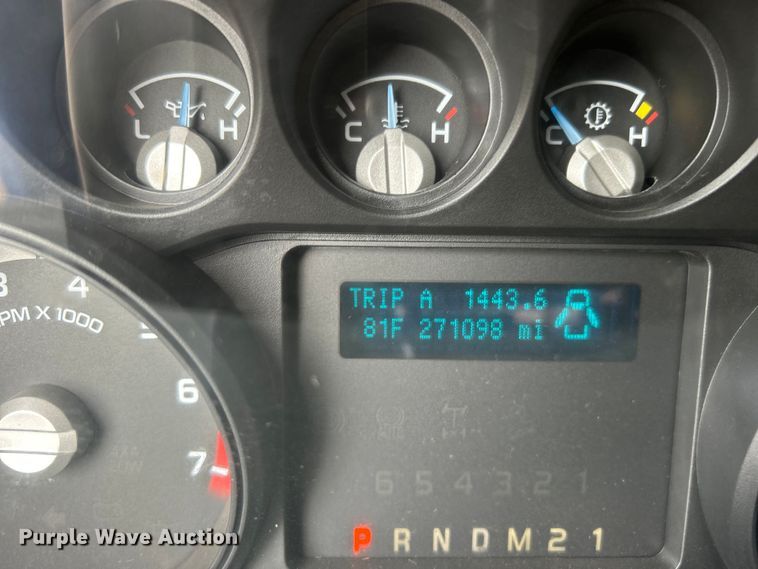 L H
C H
C H
3 4 5 6 7
RPM X 1000
TRIP A 1443.6
81F 271098 mi
6 5 4 3 2 1
P R N D M 2 1
Purple Wave Auction